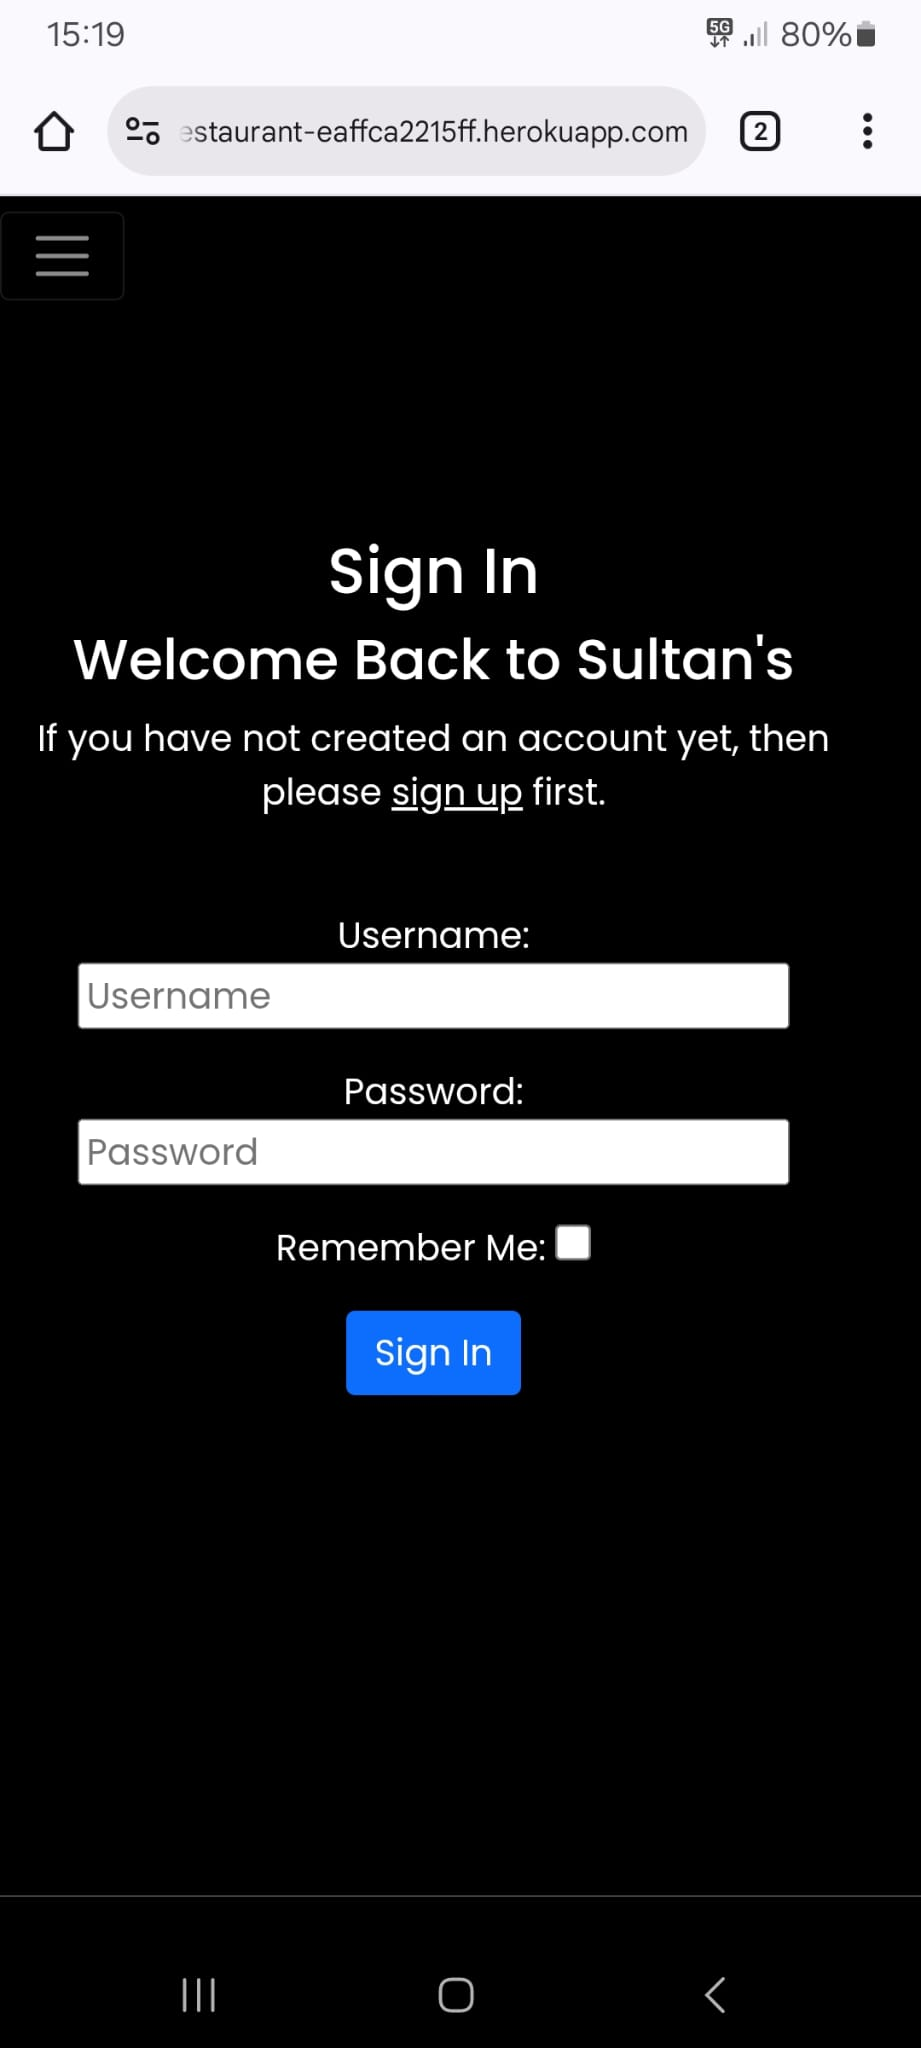 15:19
5G
80%
estaurant-eaffca2215ff.herokuapp.com
2
Sign In
Welcome Back to Sultan's
If you have not created an account yet, then
please sign up first.
Username:
Username
Password:
Password
Remember Me:
Sign In